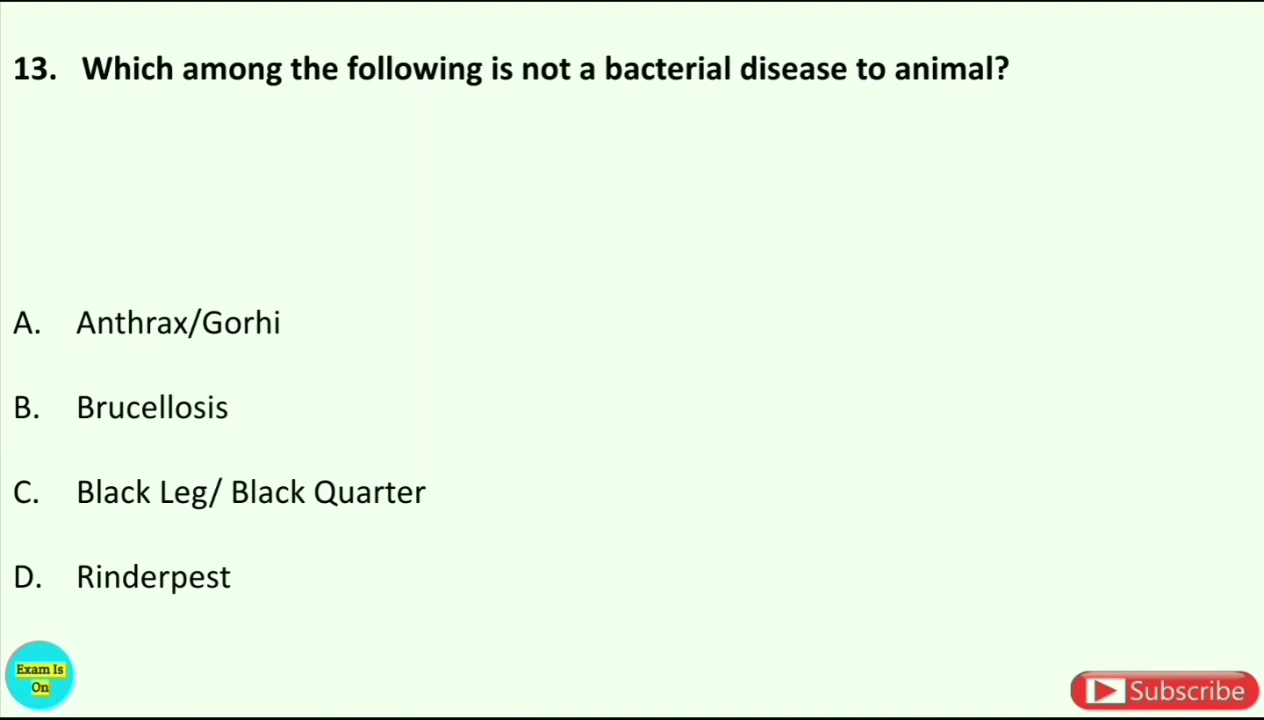 13. Which among the following is not a bacterial disease to animal?
A. Anthrax/Gorhi
B. Brucellosis
C. Black Leg/ Black Quarter
D. Rinderpest
Exam Is
On
Subscribe